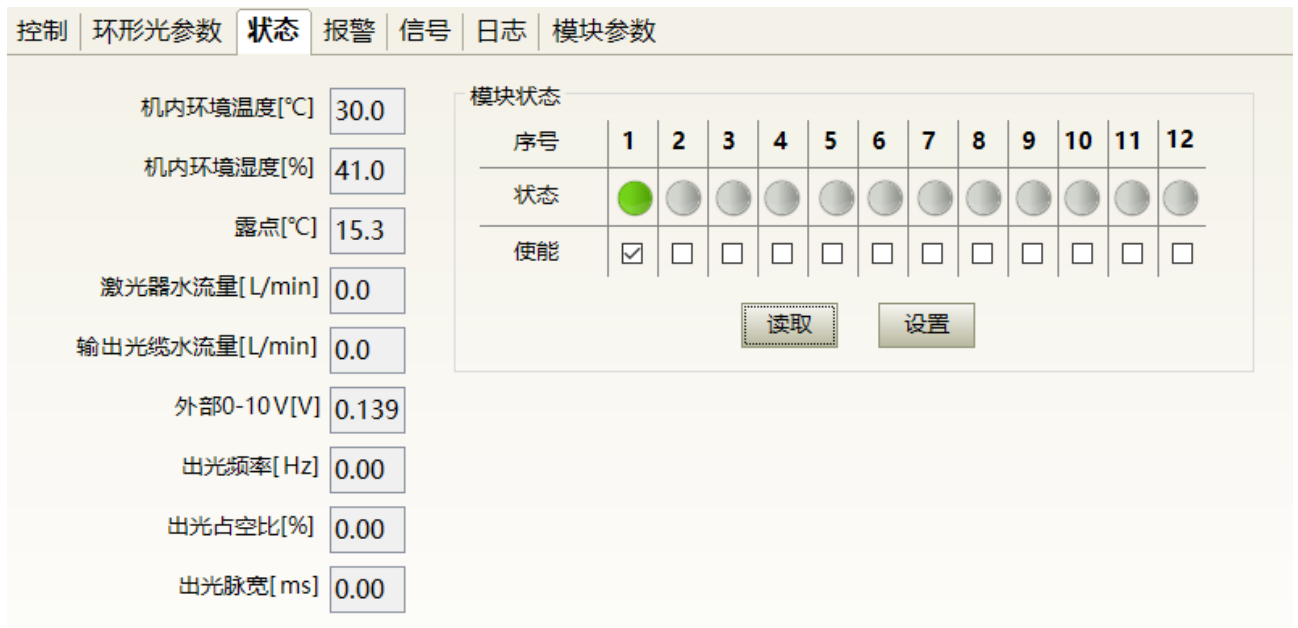 控制 环形光参数 状态 报警 信号 日志 模块参数
机内环境温度[℃] 30.0
机内环境湿度[%] 41.0
露点[℃] 15.3
激光器水流量[L/min] 0.0
输出光缆水流量[L/min] 0.0
外部0-10V[V] 0.139
出光频率[Hz] 0.00
出光占空比[%] 0.00
出光脉宽[ms] 0.00
模块状态
序号 1 2 3 4 5 6 7 8 9 10 11 12
状态
使能
读取 设置